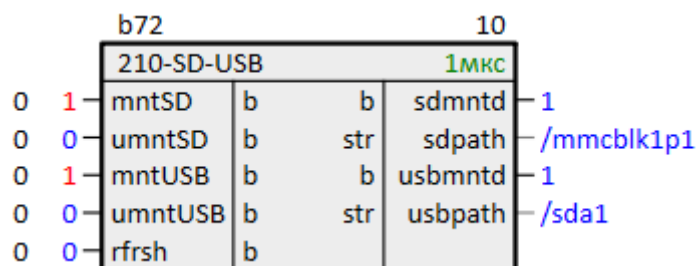 b72 10
210-SD-USB 1мкс
0 1 mntSD b b sdmntd 1
0 0 umntSD b str sdpath /mmcblk1p1
0 1 mntUSB b b usbmntd 1
0 0 umntUSB b str usbpath /sda1
0 0 rfrsh b